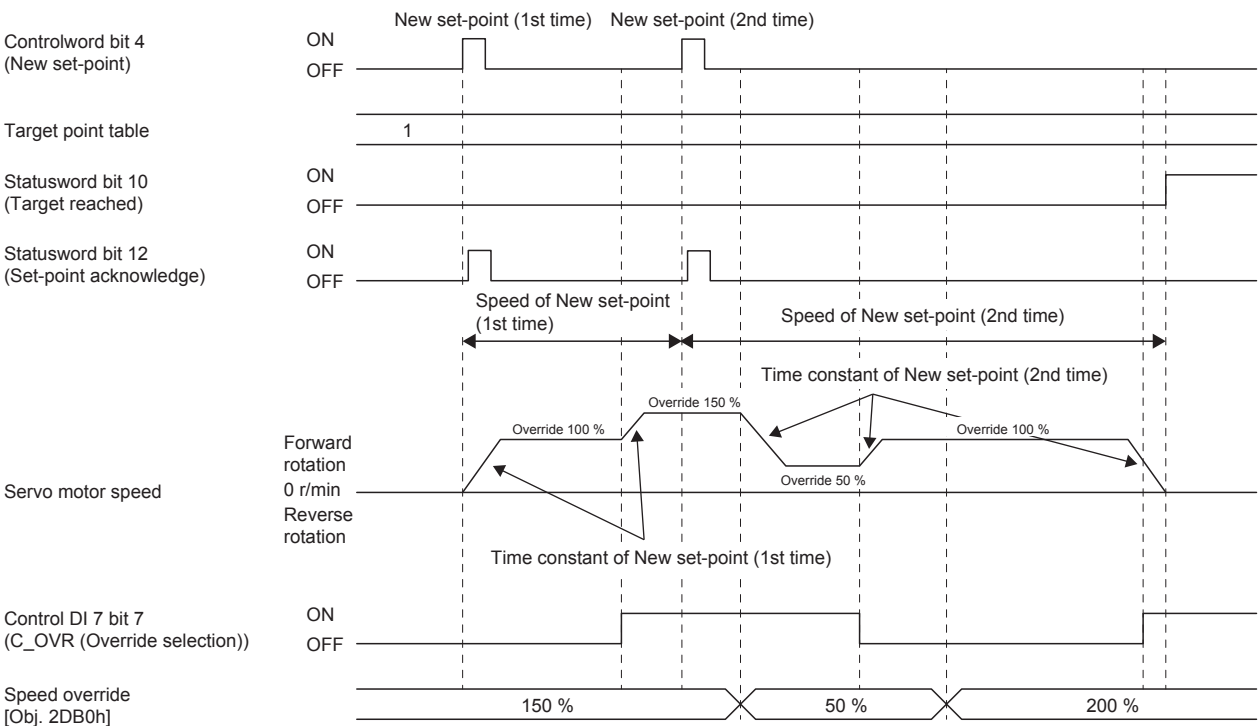 New set-point (1st time) New set-point (2nd time)
Controlword bit 4
(New set-point)
ON
OFF
Target point table
1
Statusword bit 10
(Target reached)
ON
OFF
Statusword bit 12
(Set-point acknowledge)
ON
OFF
Speed of New set-point
(1st time)
Speed of New set-point (2nd time)
Time constant of New set-point (2nd time)
Override 150 %
Override 100 %
Override 100 %
Override 50 %
Servo motor speed
Forward
rotation
0 r/min
Reverse
rotation
Time constant of New set-point (1st time)
Control DI 7 bit 7
(C_OVR (Override selection))
ON
OFF
Speed override
[Obj. 2DB0h]
150 %
50 %
200 %